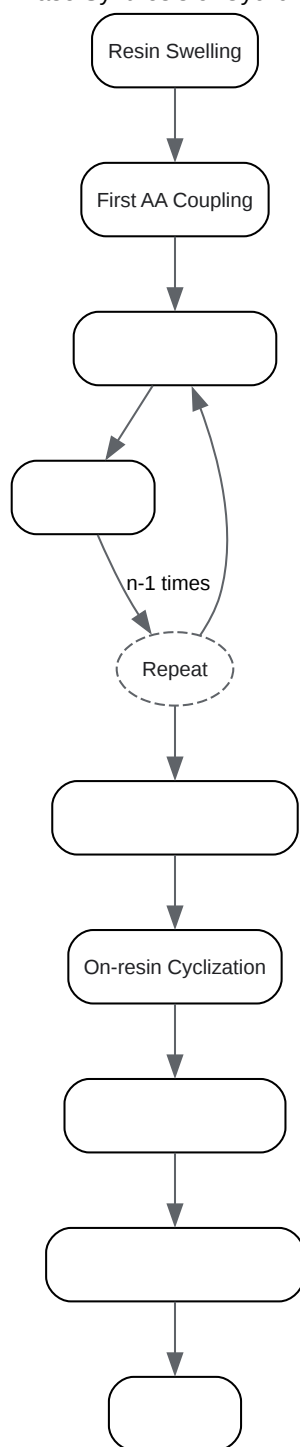 Resin Swelling
First AA Coupling
n-1 times
Repeat
On-resin Cyclization